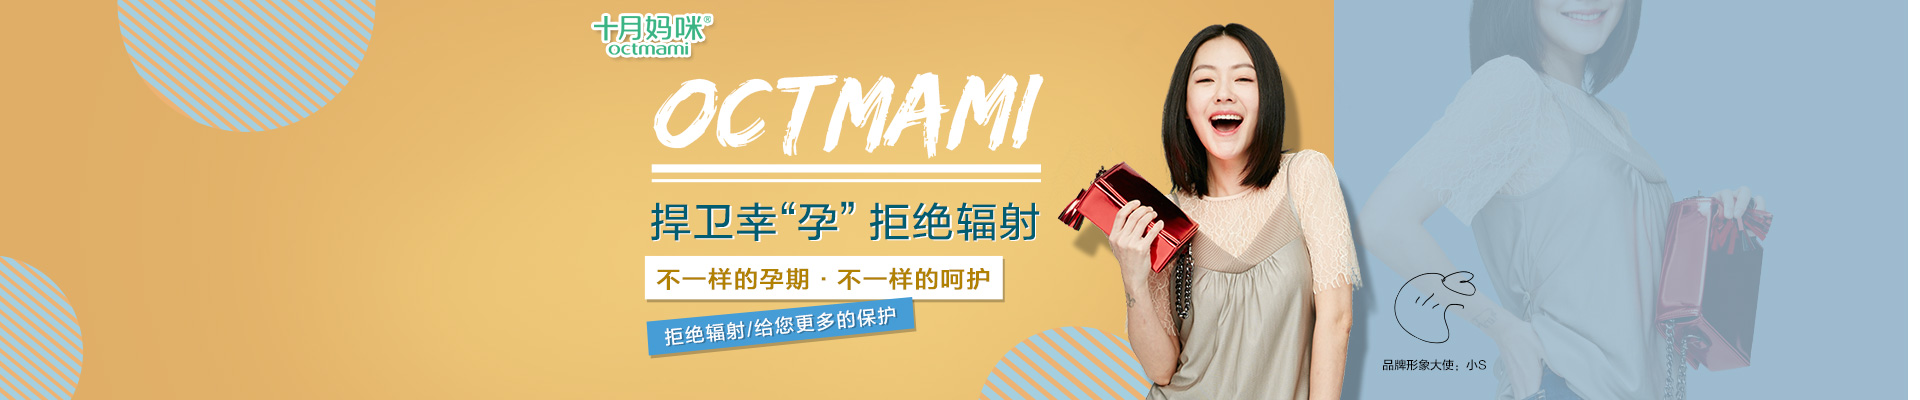 十月妈咪®
octmami
OCTMAMI
捍卫幸“孕” 拒绝辐射
不一样的孕期 · 不一样的呵护
拒绝辐射/给您更多的保护
品牌形象大使：小S